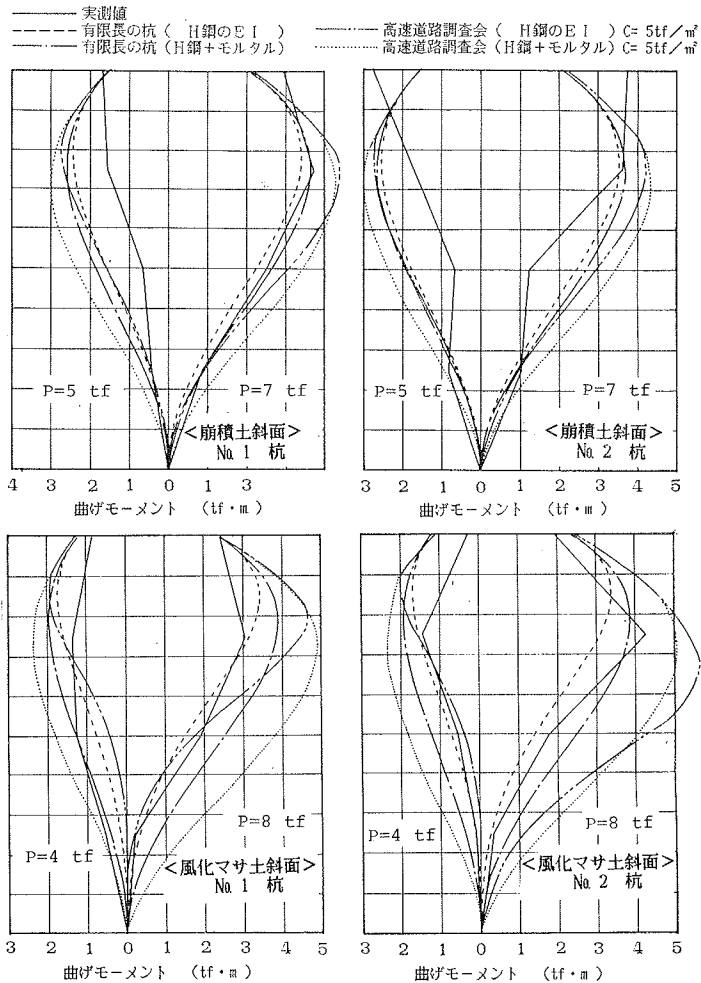 実測値
有限長の杭 ( H鋼のEI )
有限長の杭 (H鋼+モルタル)
高速道路調査会 ( H鋼のEI ) C= 5tf/㎡
高速道路調査会 (H鋼+モルタル) C= 5tf/㎡
P=5 tf
P=7 tf
<崩積土斜面>
№ 1 杭
4 3 2 1 0 1 2 3
曲げモーメント (tf・m)
P=5 tf
P=7 tf
<崩積土斜面>
№ 2 杭
3 2 1 0 1 2 3 4 5
曲げモーメント (tf・m)
P=4 tf
P=8 tf
<風化マサ土斜面>
№ 1 杭
3 2 1 0 1 2 3 4 5
曲げモーメント (tf・m)
P=4 tf
P=8 tf
<風化マサ土斜面>
№ 2 杭
3 2 1 0 1 2 3 4 5
曲げモーメント (tf・m)